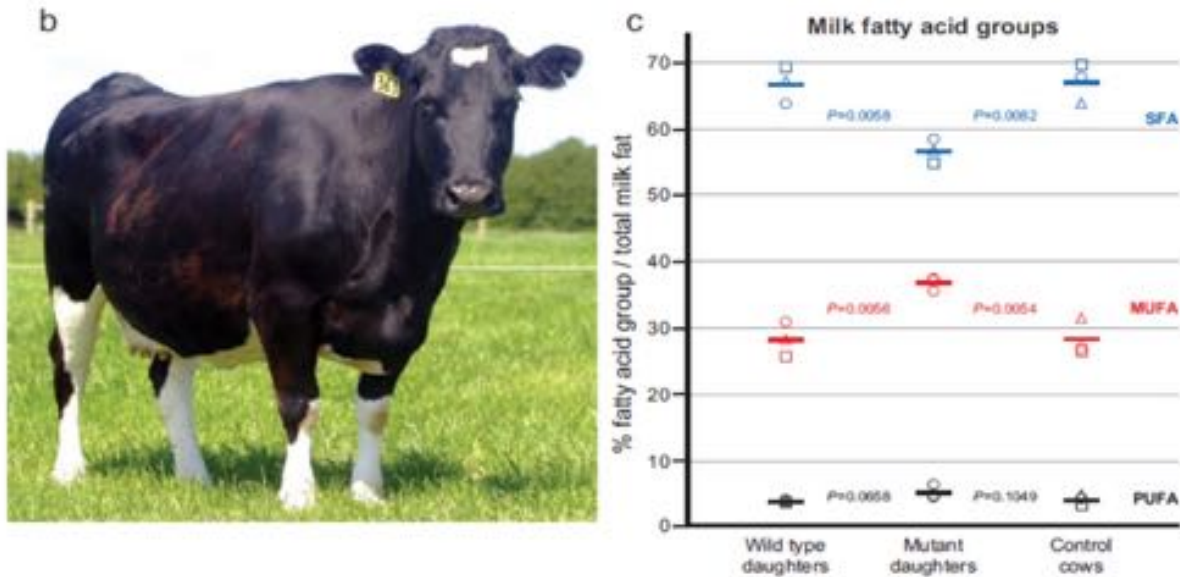 b
363
c
Milk fatty acid groups
% fatty acid group / total milk fat
70
60
50
40
30
20
10
0
P=0.0058
P=0.0082
SFA
P=0.0056
P=0.0054
MUFA
P=0.0658
P=0.1049
PUFA
Wild type
daughters
Mutant
daughters
Control
cows